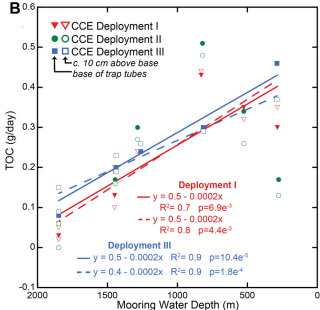 B
0.6
0.5
0.4
0.3
0.2
0.1
0
-0.1
TOC (g/day)
CCE Deployment I
CCE Deployment II
CCE Deployment III
c. 10 cm above base
base of trap tubes
Deployment I
y = 0.5 - 0.0002x
R²= 0.7 p=6.9e⁻³
y = 0.5 - 0.0002x
R²= 0.8 p=4.4e⁻³
Deployment III
y = 0.5 - 0.0002x R²= 0.9 p=10.4e⁻⁵
y = 0.4 - 0.0002x R²= 0.9 p=1.8e⁻⁴
2000 1500 1000 500 0
Mooring Water Depth (m)